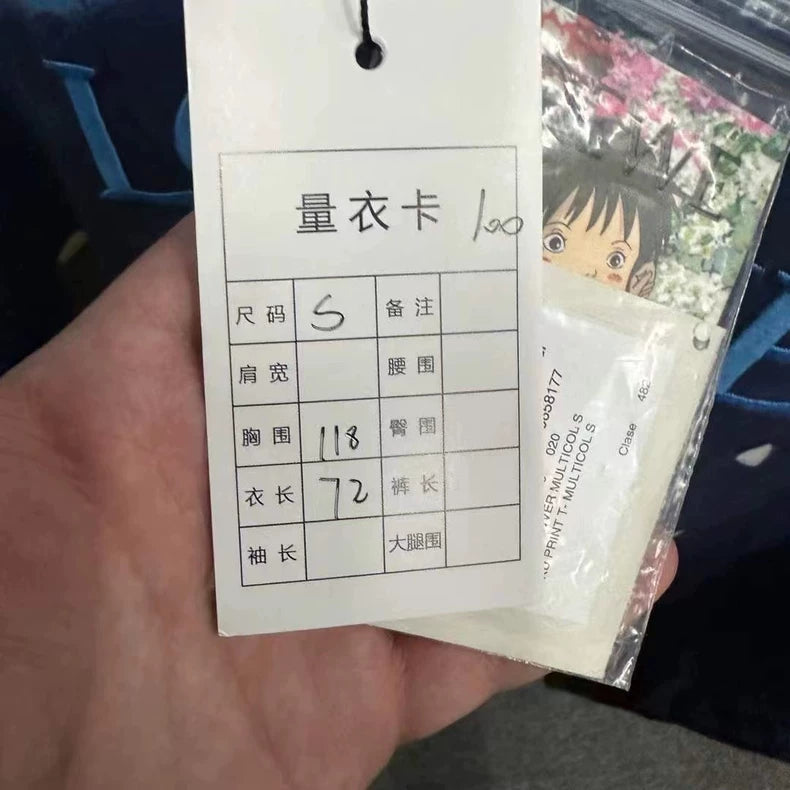 量衣卡 100
尺码 S 备注
肩宽 腰围
胸围 118 臀围
衣长 72 裤长
袖长 大腿围
020
MULTICOL S
PRINT T- MULTICOL S
Clase